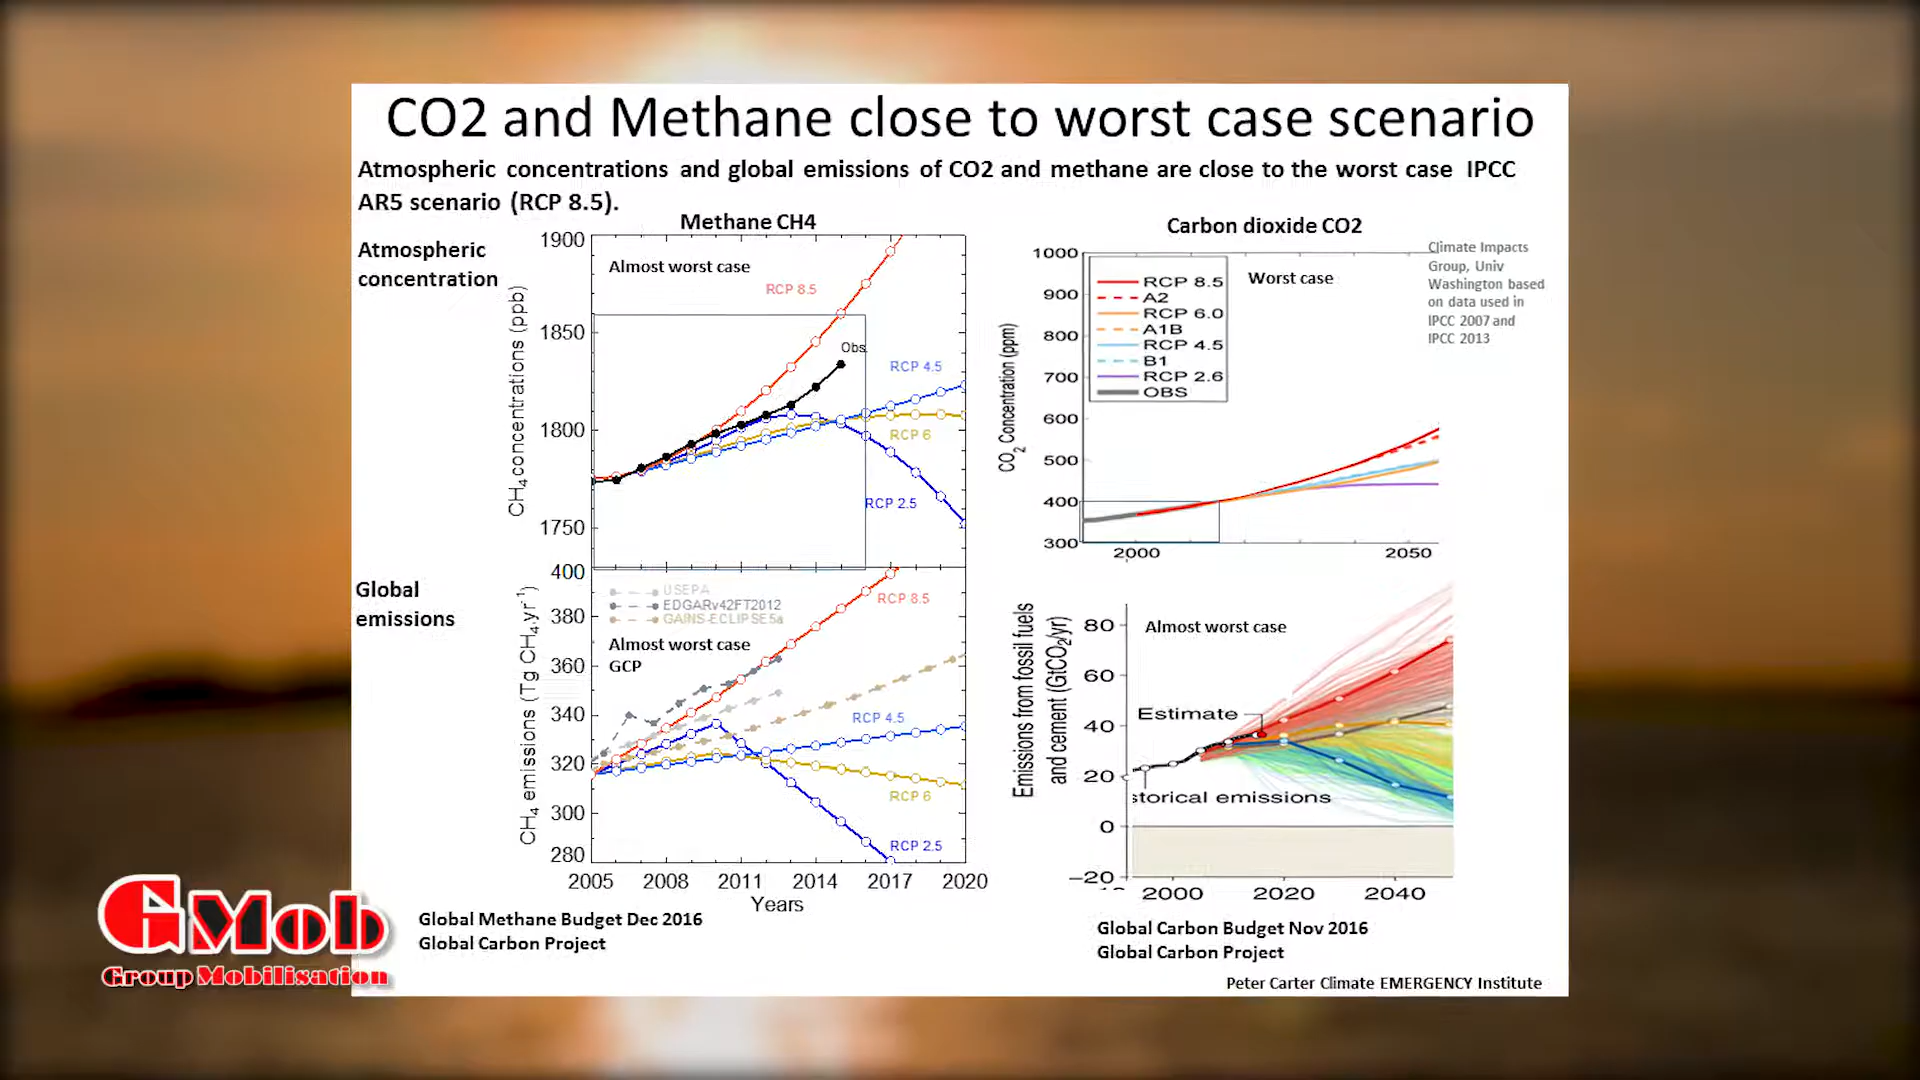 CO2 and Methane close to worst case scenario
Atmospheric concentrations and global emissions of CO2 and methane are close to the worst case IPCC
AR5 scenario (RCP 8.5).
Atmospheric
concentration
Methane CH4
1900
1850
1800
1750
CH4 concentrations (ppb)
Almost worst case
RCP 8.5
Obs
RCP 4.5
RCP 6
RCP 2.5
Carbon dioxide CO2
1000
900
800
700
600
500
400
300
CO2 Concentration (ppm)
RCP 8.5
A2
RCP 6.0
A1B
RCP 4.5
B1
RCP 2.6
OBS
Worst case
Climate Impacts
Group, Univ
Washington based
on data used in
IPCC 2007 and
IPCC 2013
2000
2050
Global
emissions
400
380
360
340
320
300
280
CH4 emissions (Tg CH4.yr-1)
USEPA
EDGARv42FT2012
GAINS-ECLIPSE5a
Almost worst case
GCP
RCP 8.5
RCP 4.5
RCP 6
RCP 2.5
2005 2008 2011 2014 2017 2020
Years
Emissions from fossil fuels
and cement (GtCO2/yr)
80
60
40
20
0
−20
Almost worst case
Estimate
storical emissions
2000 2020 2040
Global Methane Budget Dec 2016
Global Carbon Project
Global Carbon Budget Nov 2016
Global Carbon Project
Peter Carter Climate EMERGENCY Institute
GMob
Group Mobilisation